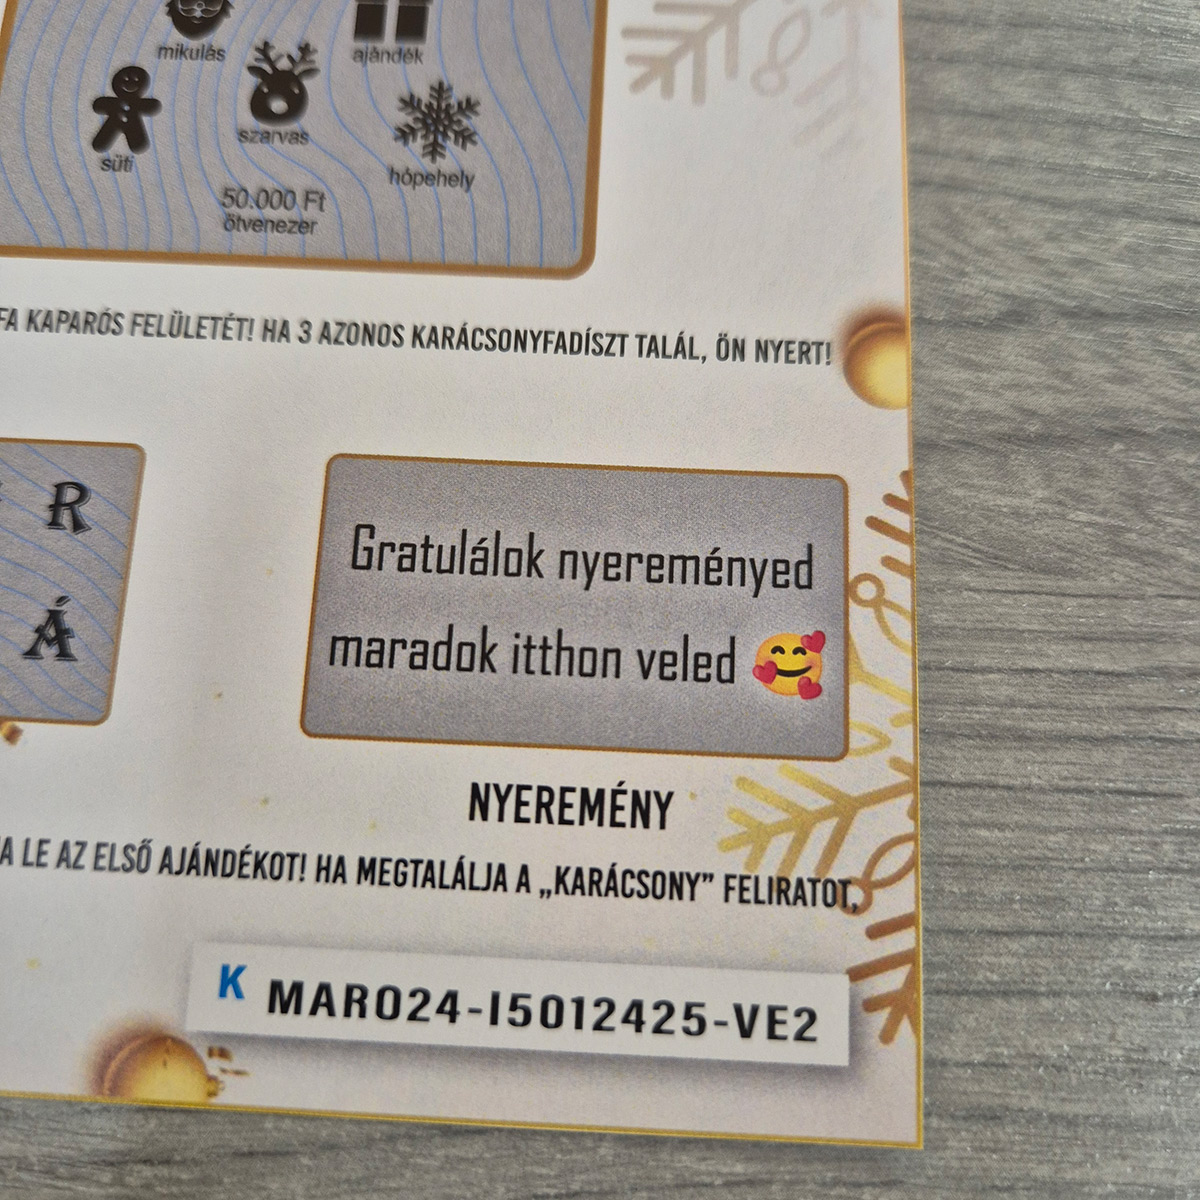 mikulás
ajándék
szarvas
süti
hópehely
50.000 Ft
ötvenezer
FA KAPARÓS FELÜLETÉT! HA 3 AZONOS KARÁCSONYFADÍSZT TALÁL, ÖN NYERT!
R
Á
Gratulálok nyereményed
maradok itthon veled 🥰
NYEREMÉNY
LE AZ ELSŐ AJÁNDÉKOT! HA MEGTALÁLJA A „KARÁCSONY” FELIRATOT,
K MARO24-I5012425-VE2